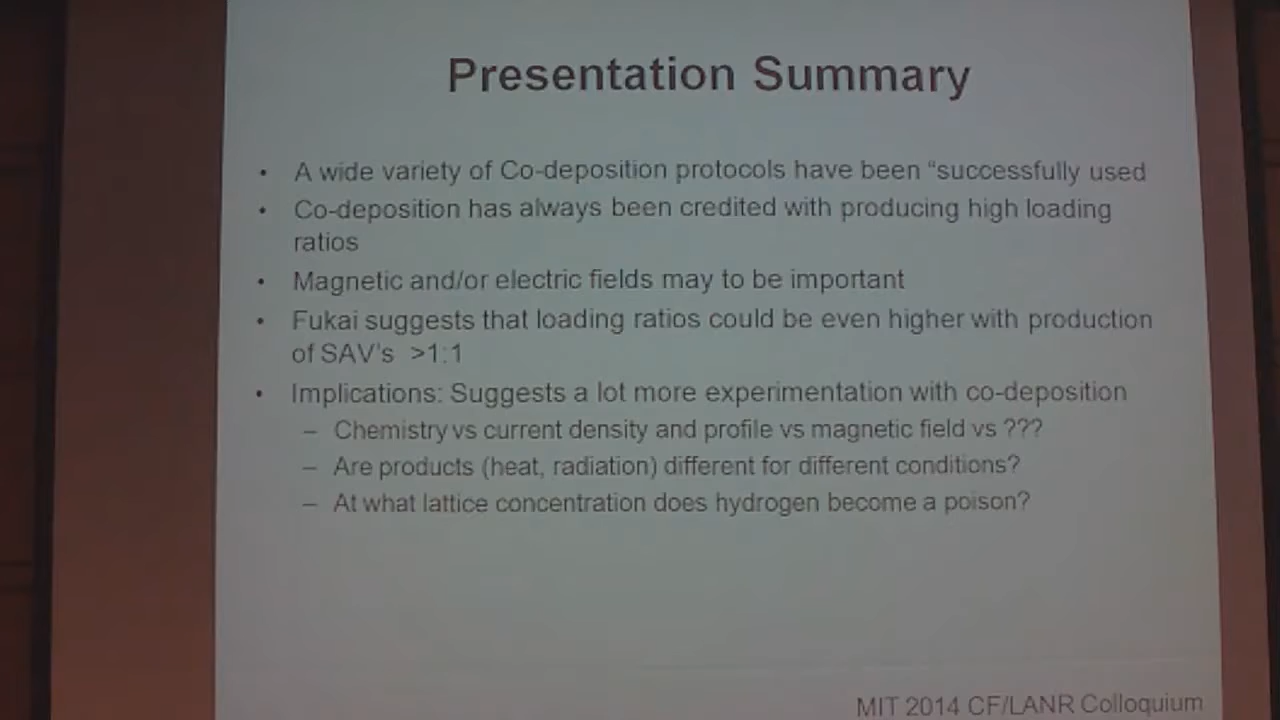 Presentation Summary
• A wide variety of Co-deposition protocols have been “successfully used
• Co-deposition has always been credited with producing high loading
ratios
• Magnetic and/or electric fields may to be important
• Fukai suggests that loading ratios could be even higher with production
of SAV's >1:1
• Implications: Suggests a lot more experimentation with co-deposition
– Chemistry vs current density and profile vs magnetic field vs ???
– Are products (heat, radiation) different for different conditions?
– At what lattice concentration does hydrogen become a poison?
MIT 2014 CF/LANR Colloquium